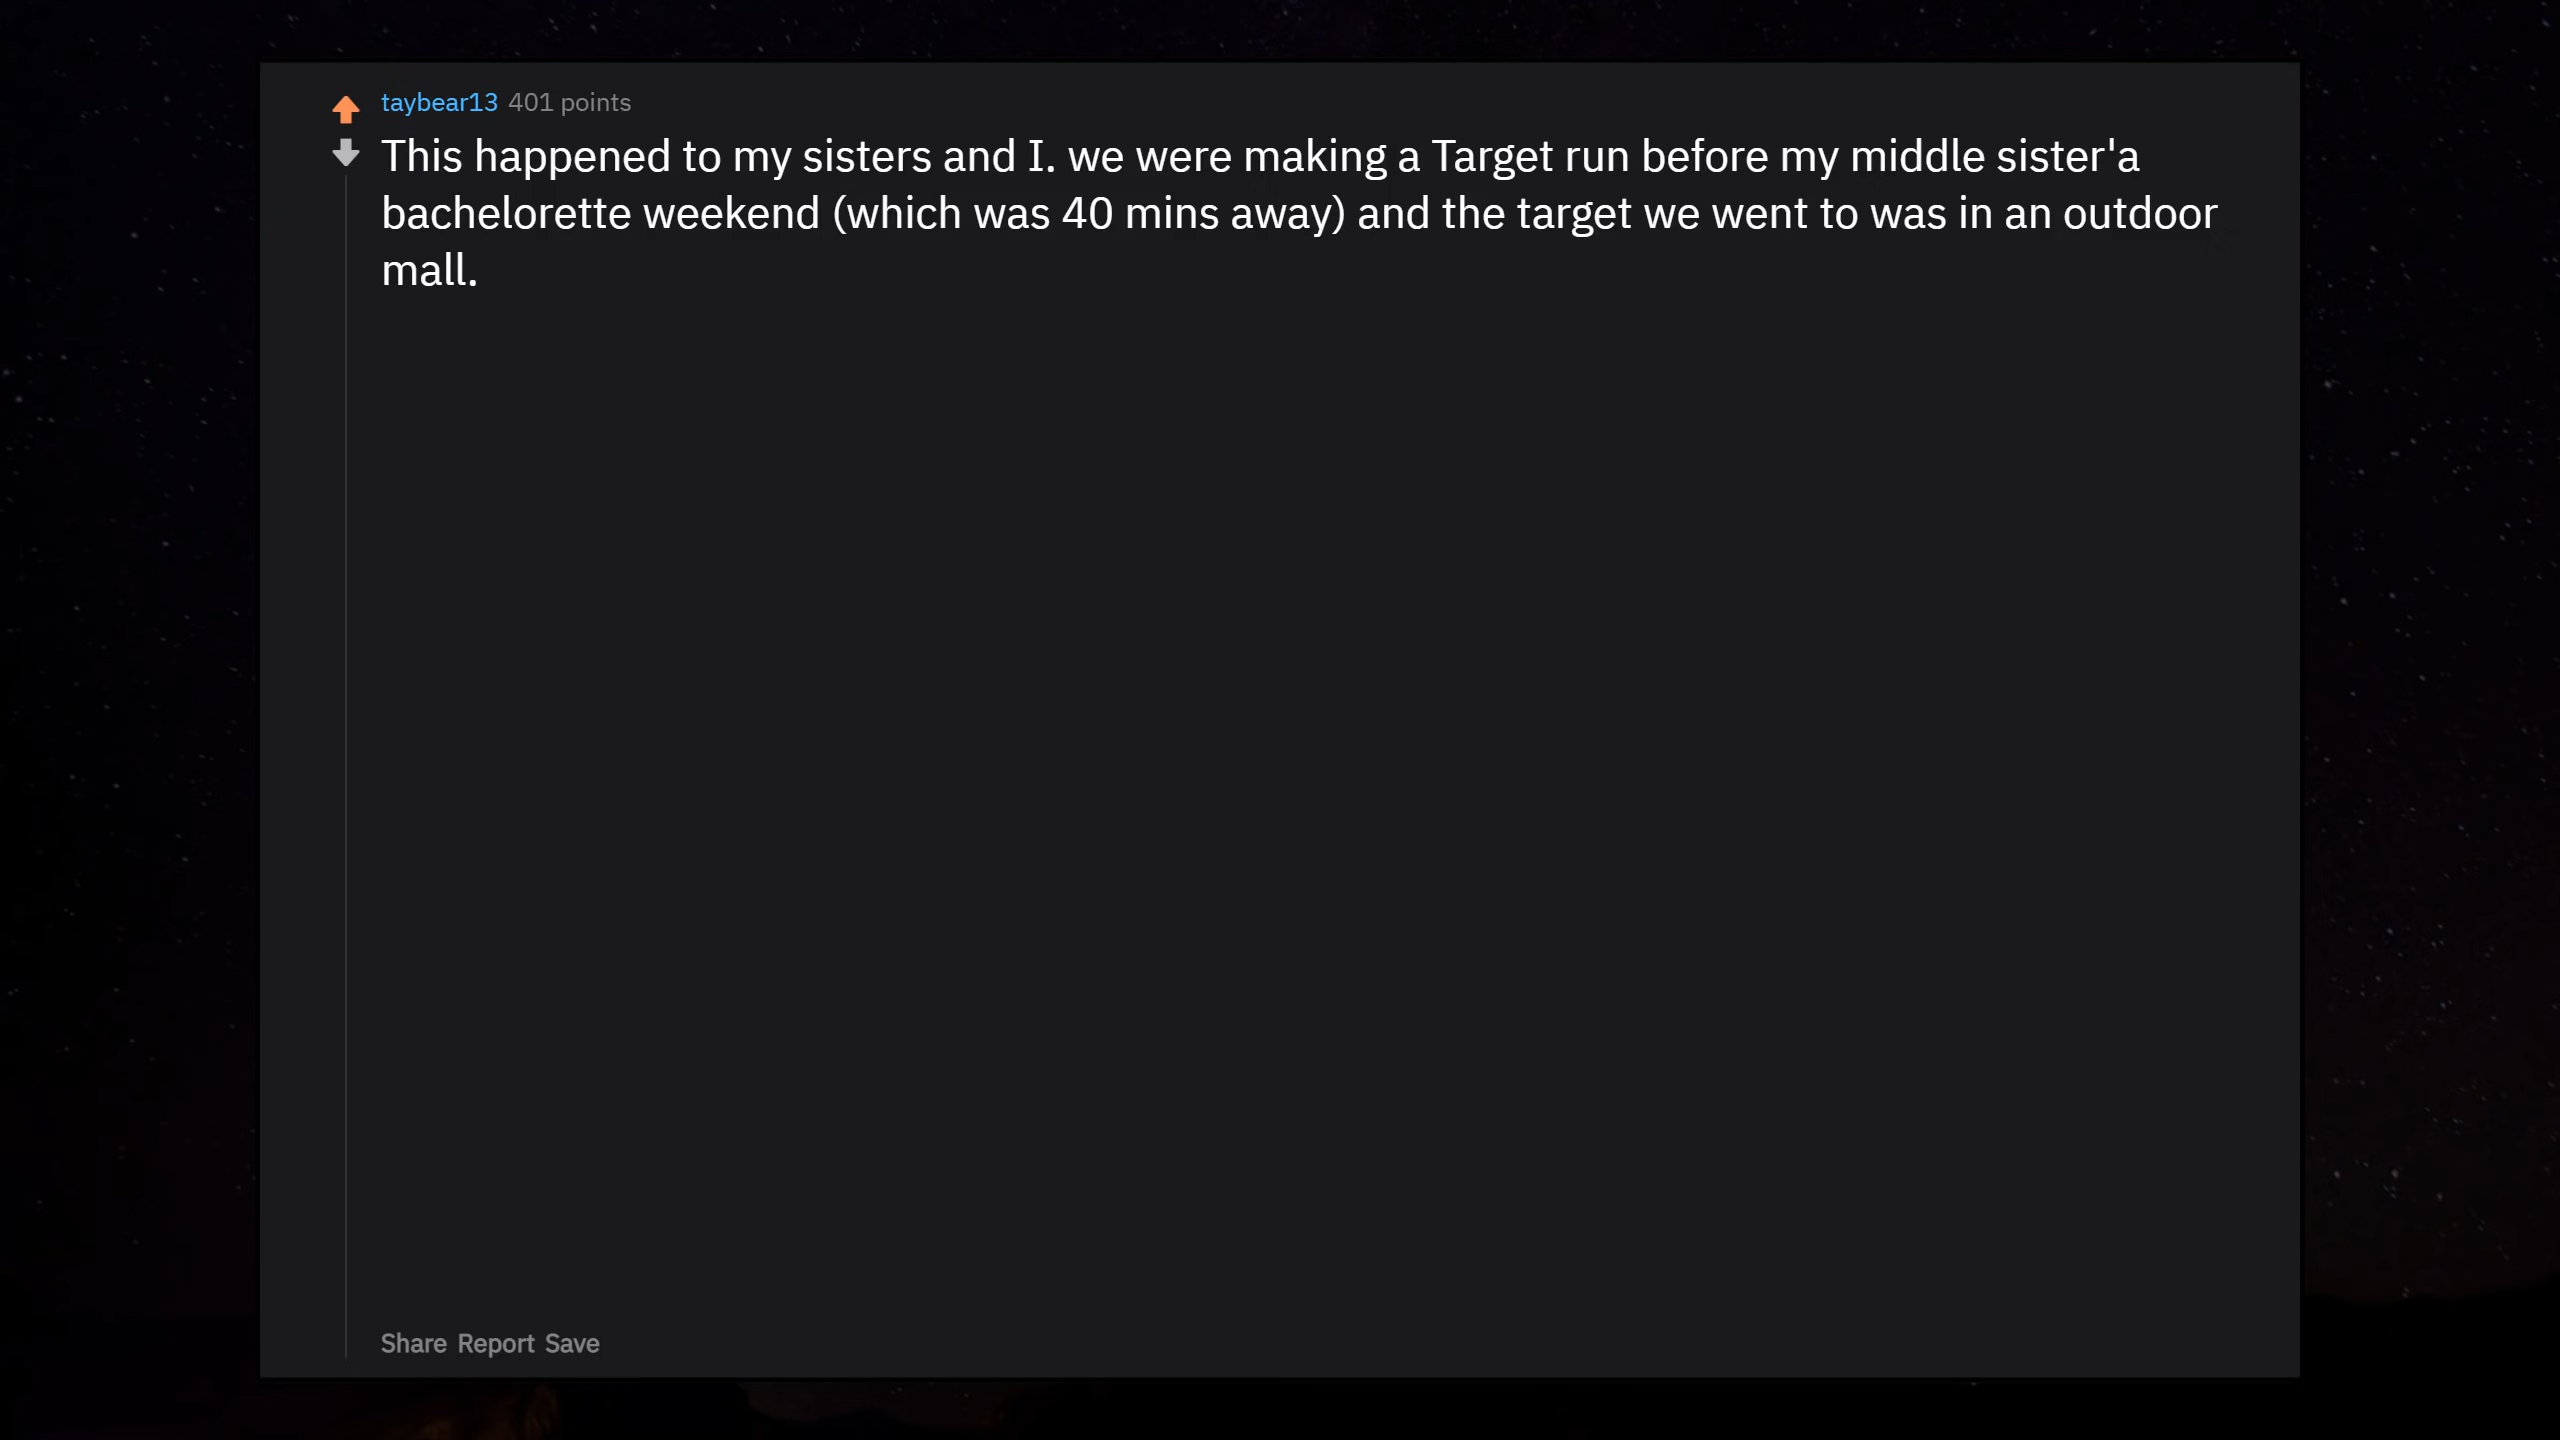 taybear13 401 points
This happened to my sisters and I. we were making a Target run before my middle sister'a
bachelorette weekend (which was 40 mins away) and the target we went to was in an outdoor
mall.
Share Report Save